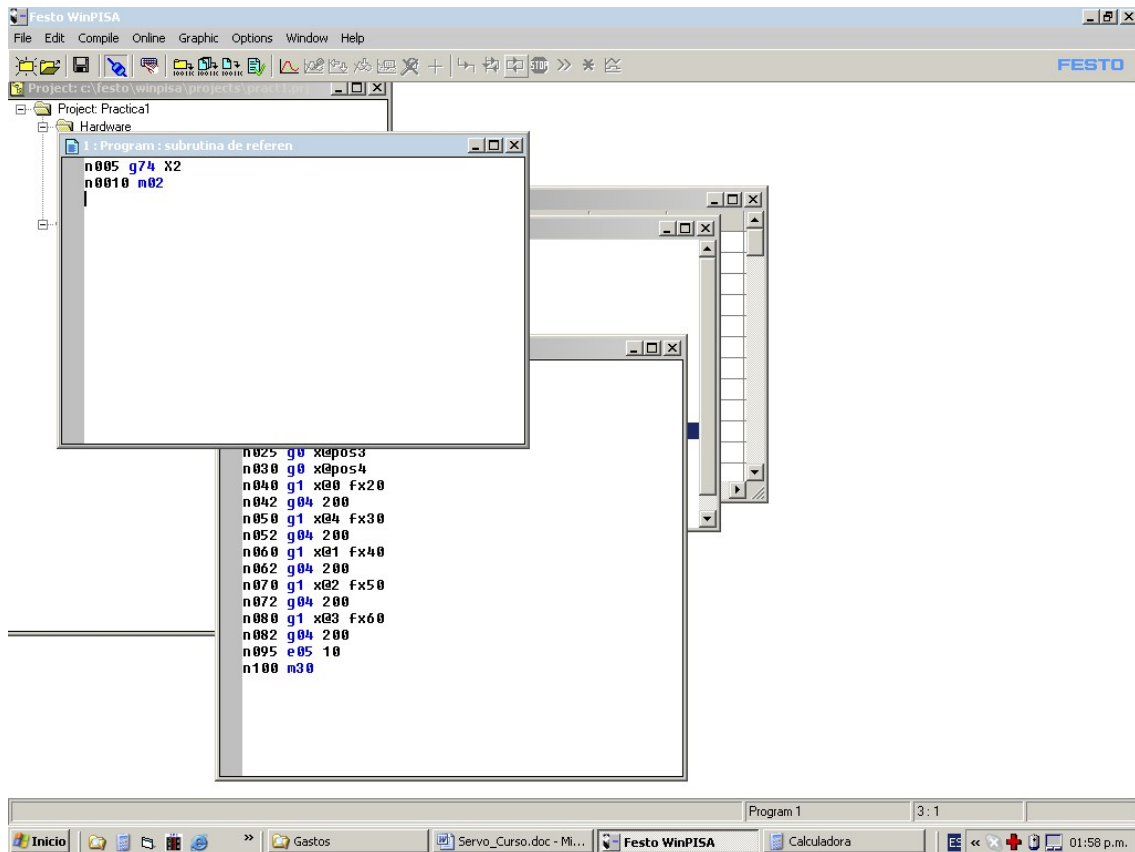 Festo WinPISA
File Edit Compile Online Graphic Options Window Help
FESTO
Project: c:\festo\winpisa\projects\pract1.prj
Project: Practica1
Hardware
1 : Program : subrutina de referen
n005 g74 X2
n0010 m02
n025 g0 x@pos3
n030 g0 x@pos4
n040 g1 x@0 fx20
n042 g04 200
n050 g1 x@4 fx30
n052 g04 200
n060 g1 x@1 fx40
n062 g04 200
n070 g1 x@2 fx50
n072 g04 200
n080 g1 x@3 fx60
n082 g04 200
n095 e05 10
n100 m30
Program 1 3 : 1
Inicio » Gastos Servo_Curso.doc - Mi... Festo WinPISA Calculadora ES « 01:58 p.m.